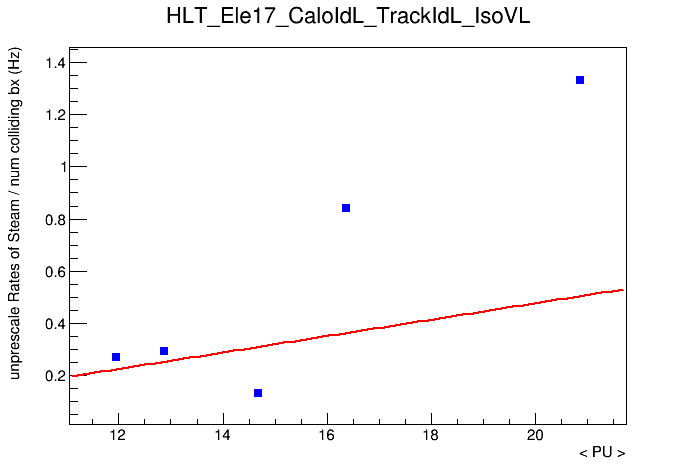 HLT_Ele17_CaloIdL_TrackIdL_IsoVL
unprescale Rates of Steam / num colliding bx (Hz)
1.4
1.2
1
0.8
0.6
0.4
0.2
12 14 16 18 20
< PU >